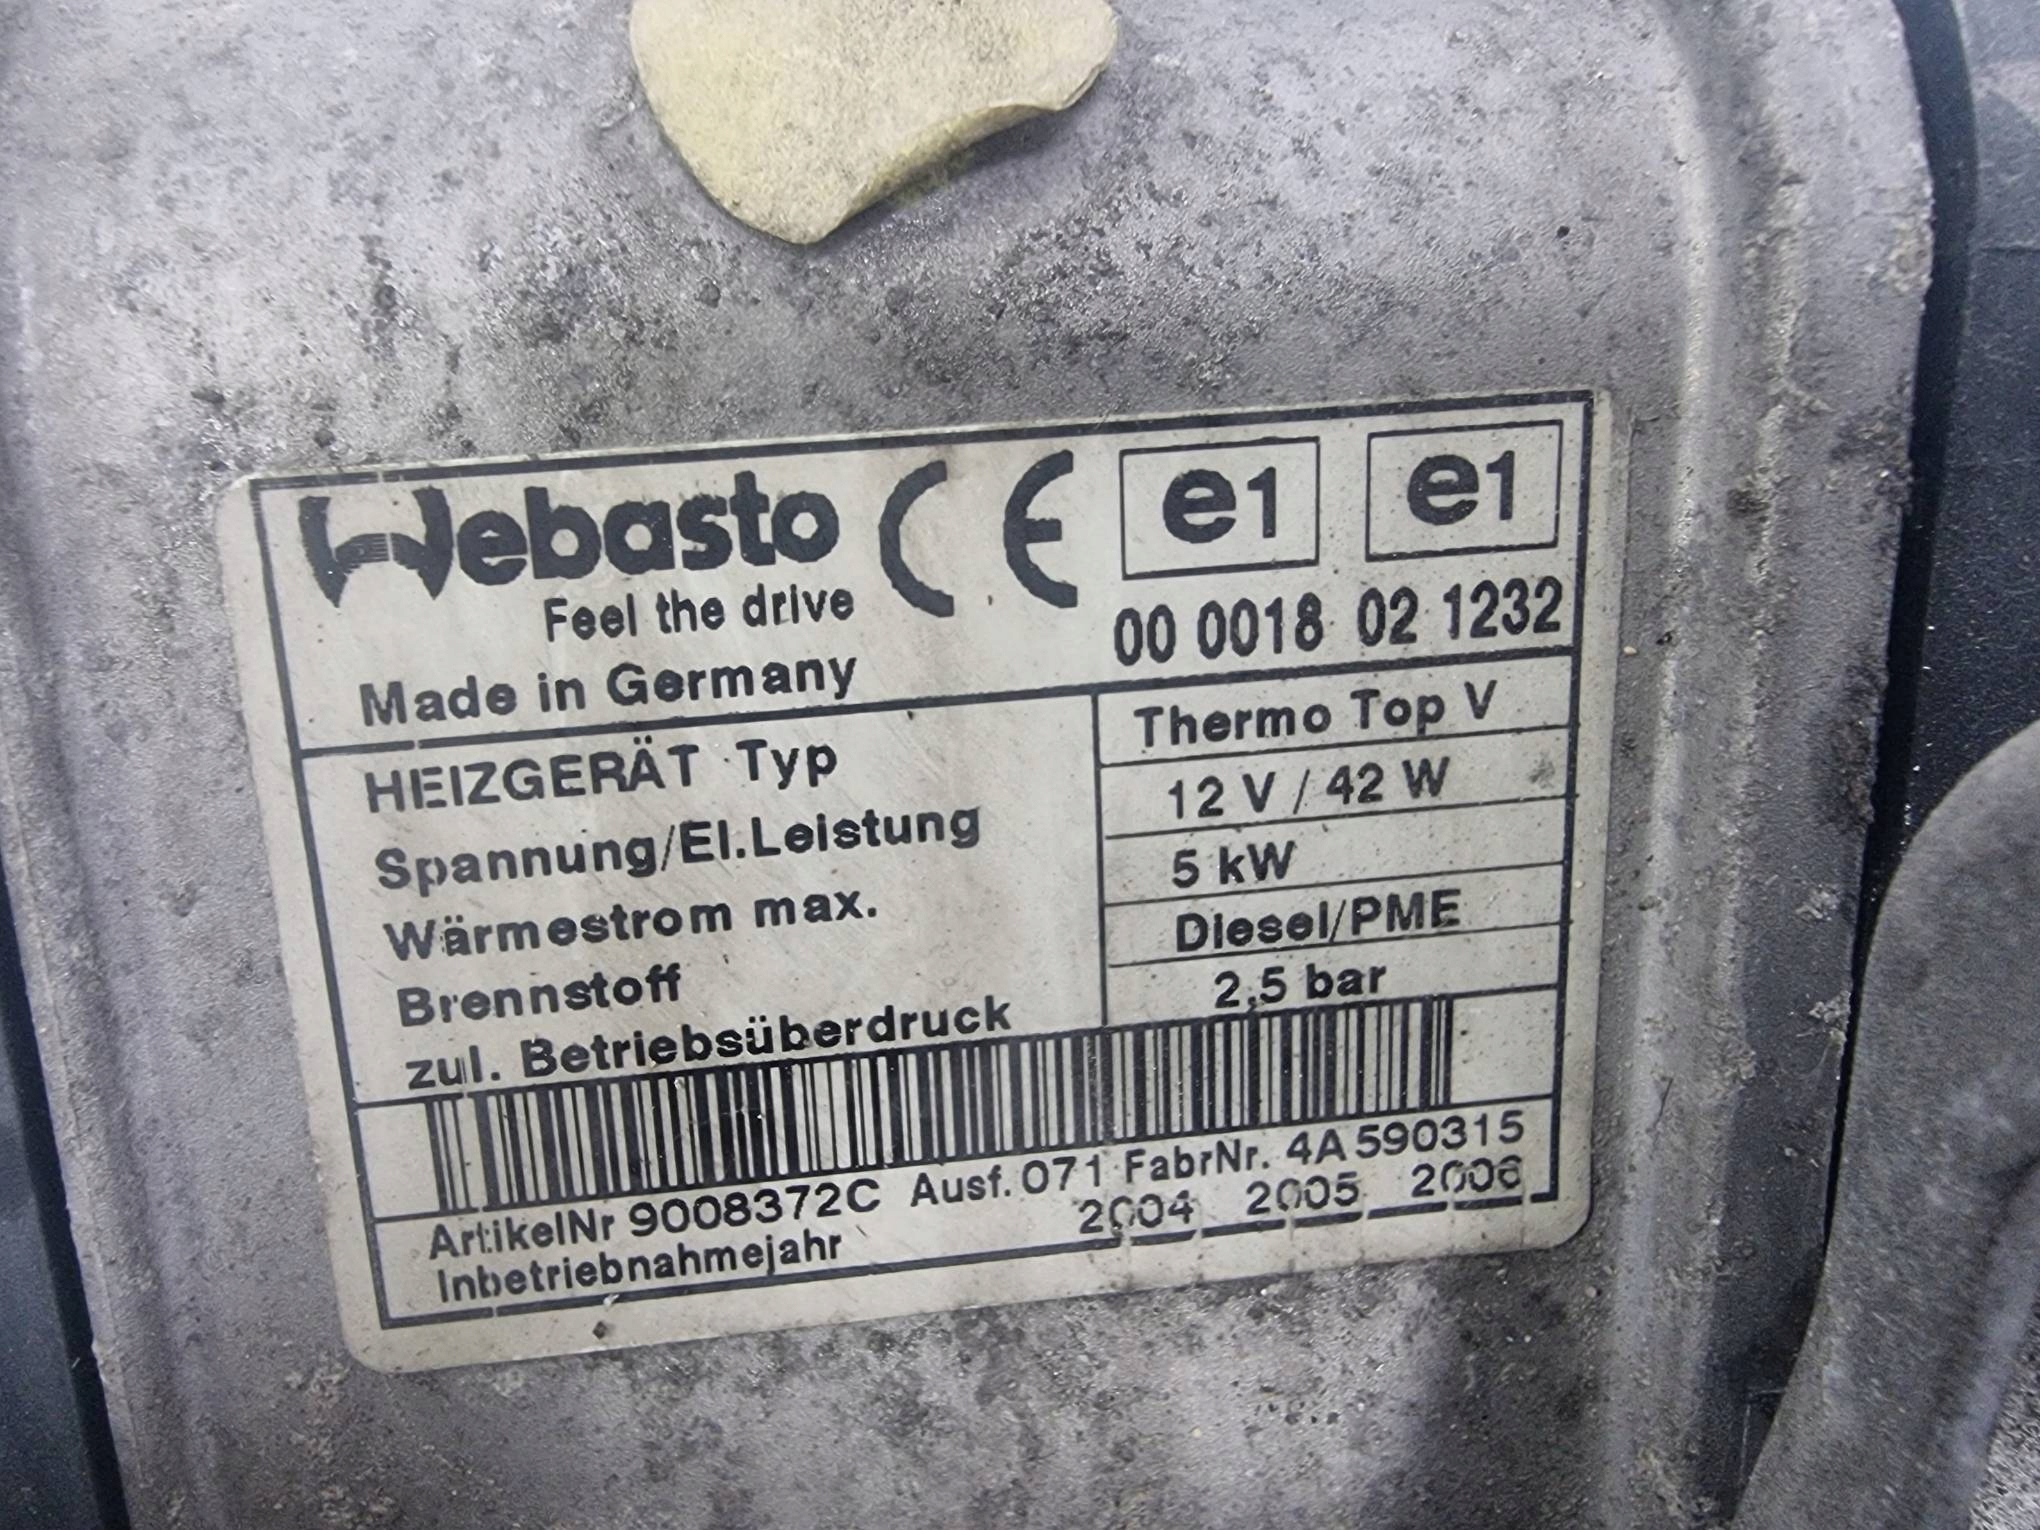 Webasto CE e1 e1
Feel the drive
00 0018 02 1232
Made in Germany
HEIZGERÄT Typ Thermo Top V
Spannung/El.Leistung 12 V / 42 W
Wärmestrom max. 5 kW
Brennstoff Diesel/PME
zul. Betriebsüberdruck 2,5 bar
ArtikelNr 9008372C Ausf. 071 FabrNr. 4A590315
Inbetriebnahmejahr 2004 2005 2006